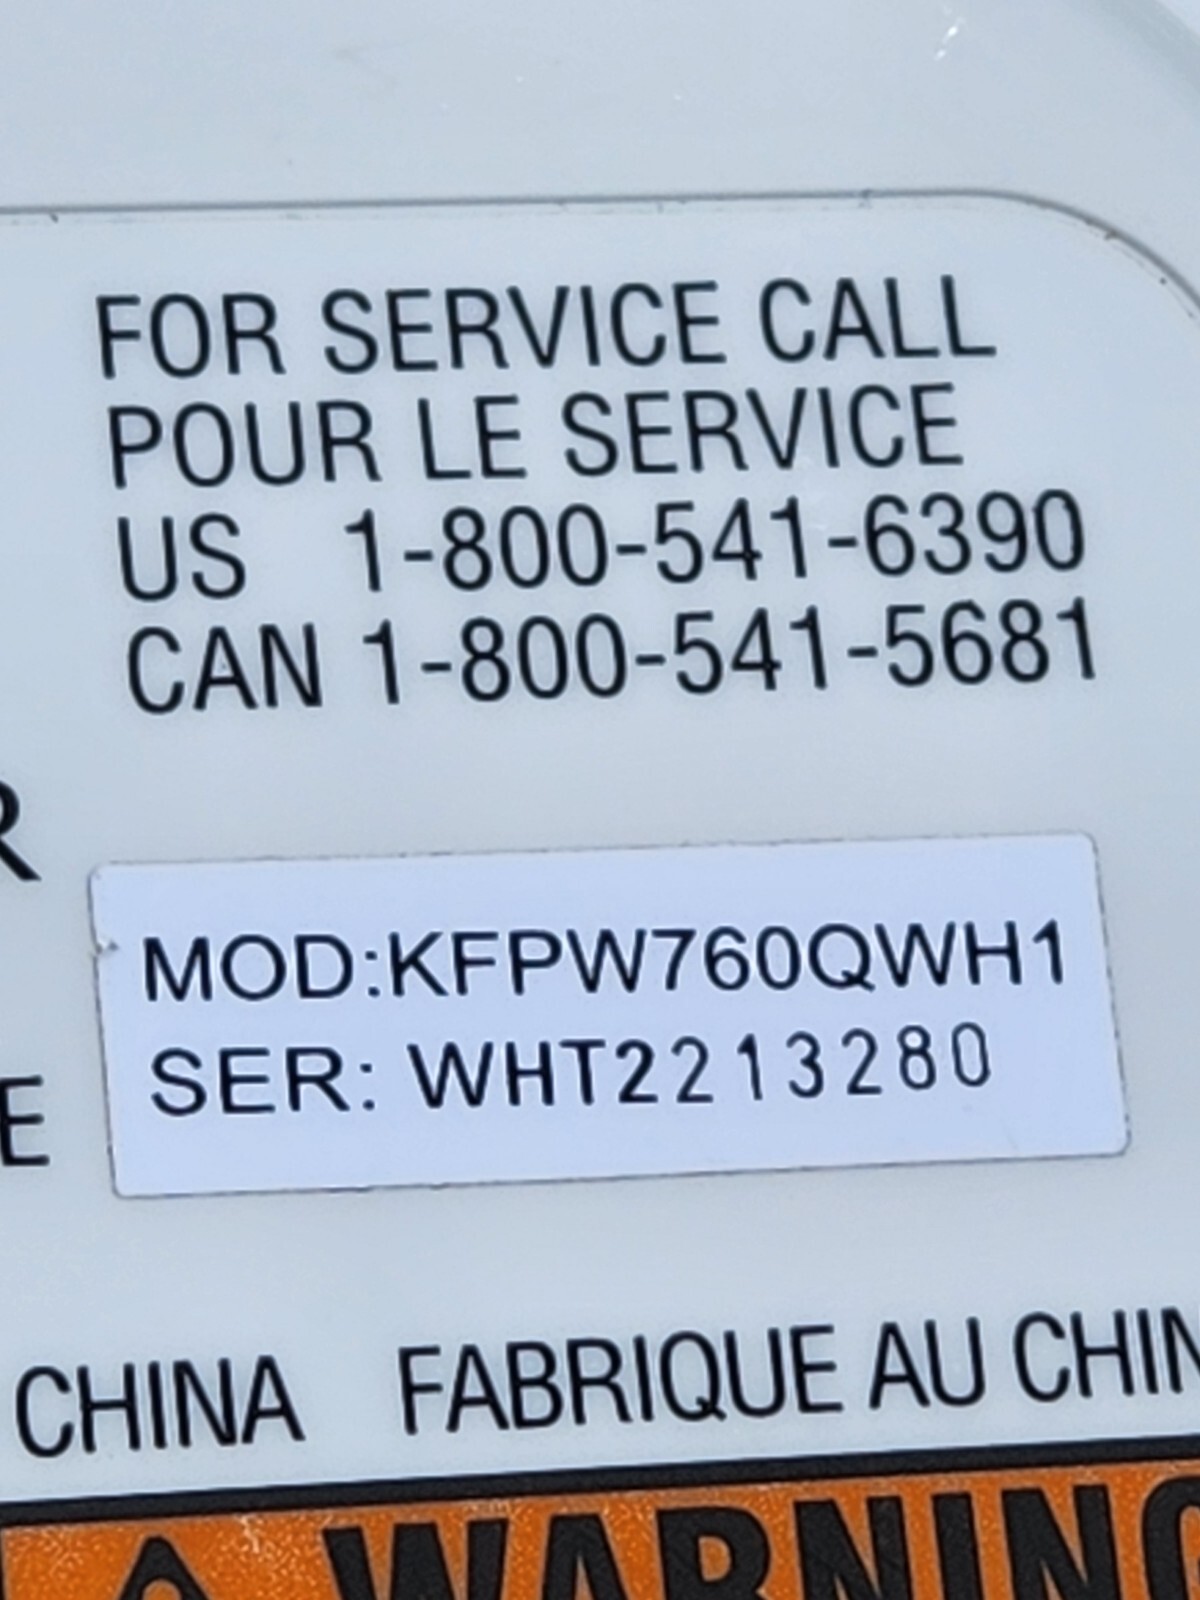 FOR SERVICE CALL
POUR LE SERVICE
US 1-800-541-6390
CAN 1-800-541-5681
R
MOD:KFPW760QWH1
SER: WHT2213280
E
CHINA FABRIQUE AU CHIN
WARNING